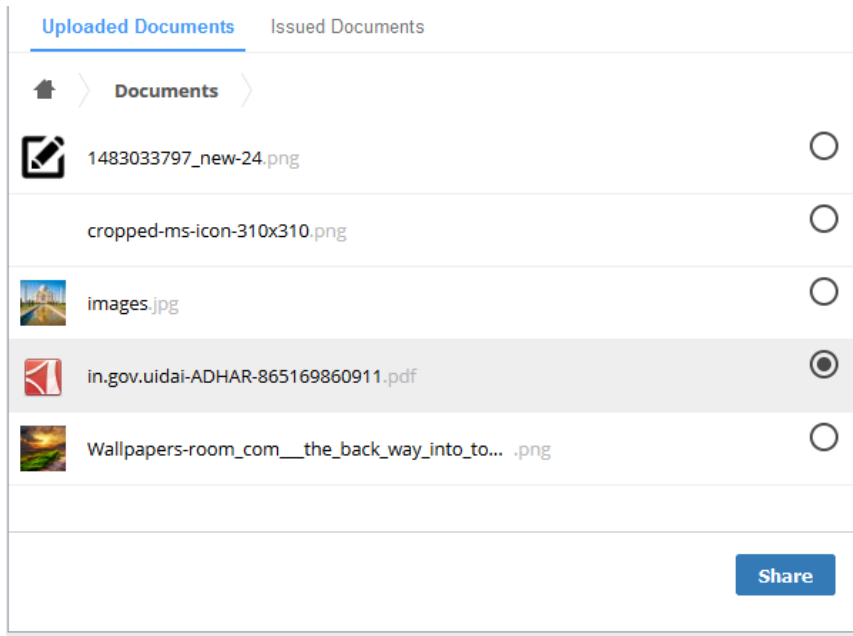 Uploaded Documents Issued Documents
Documents
1483033797_new-24.png
cropped-ms-icon-310x310.png
images.jpg
in.gov.uidai-ADHAR-865169860911.pdf
Wallpapers-room_com___the_back_way_into_to... .png
Share